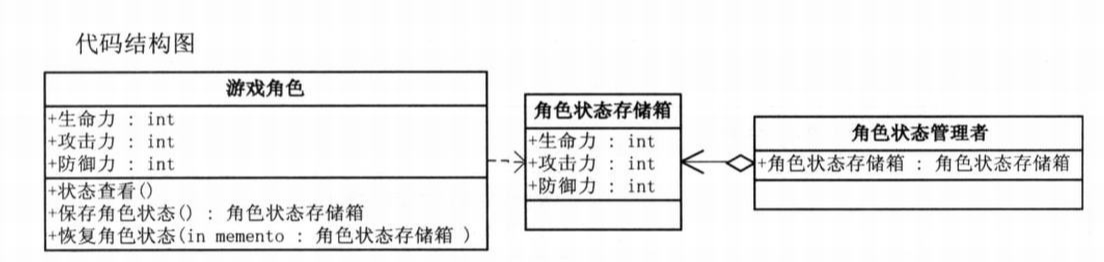 代码结构图
游戏角色
+生命力 : int
+攻击力 : int
+防御力 : int
+状态查看()
+保存角色状态() : 角色状态存储箱
+恢复角色状态(in memento : 角色状态存储箱 )
角色状态存储箱
+生命力 : int
+攻击力 : int
+防御力 : int
角色状态管理者
+角色状态存储箱 : 角色状态存储箱